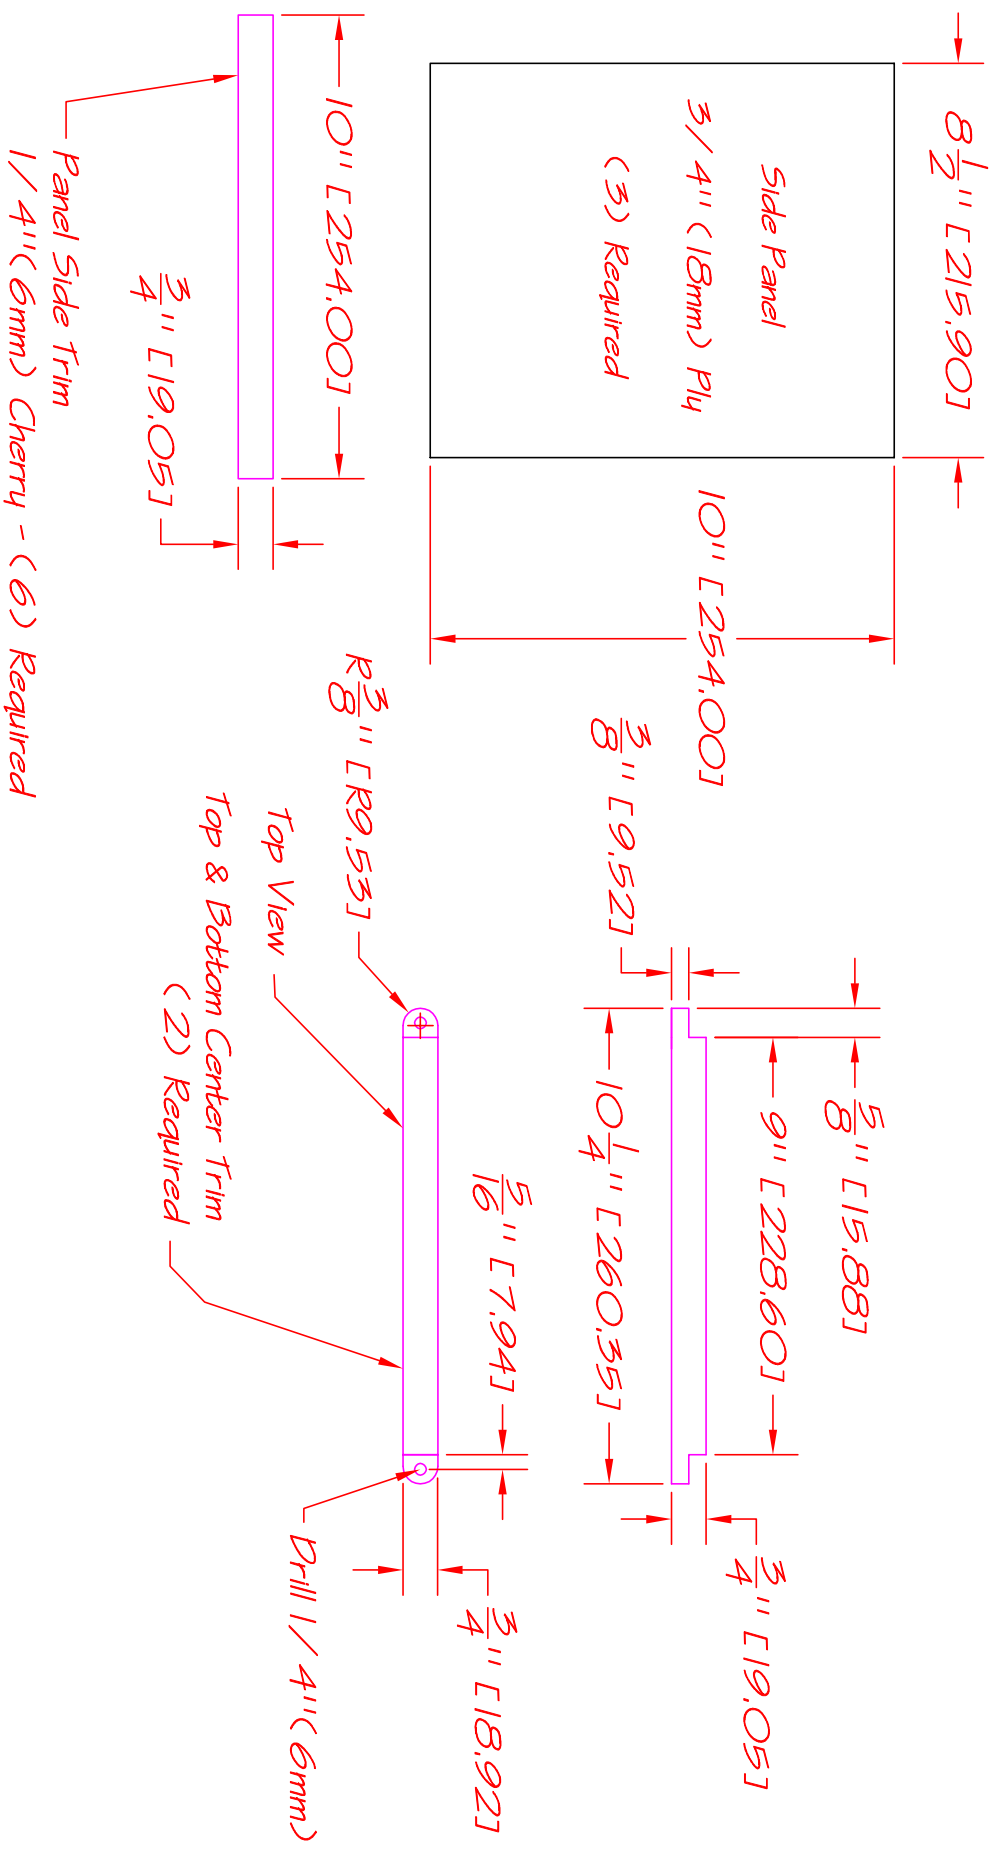 8 1/2" [215.90]
Side Panel
3/4" (18mm) Ply
(3) Required
10" [254.00]
10" [254.00]
3/4" [19.05]
Panel Side Trim
1/4"(6mm) Cherry - (6) Required
5/8" [15.88]
9" [228.60]
3/4" [19.05]
3/8" [9.52]
10 1/4" [260.35]
5/16" [7.94]
3/4" [18.92]
R3/8" [R9.53]
Drill 1/4"(6mm)
Top View
Top & Bottom Center Trim
(2) Required